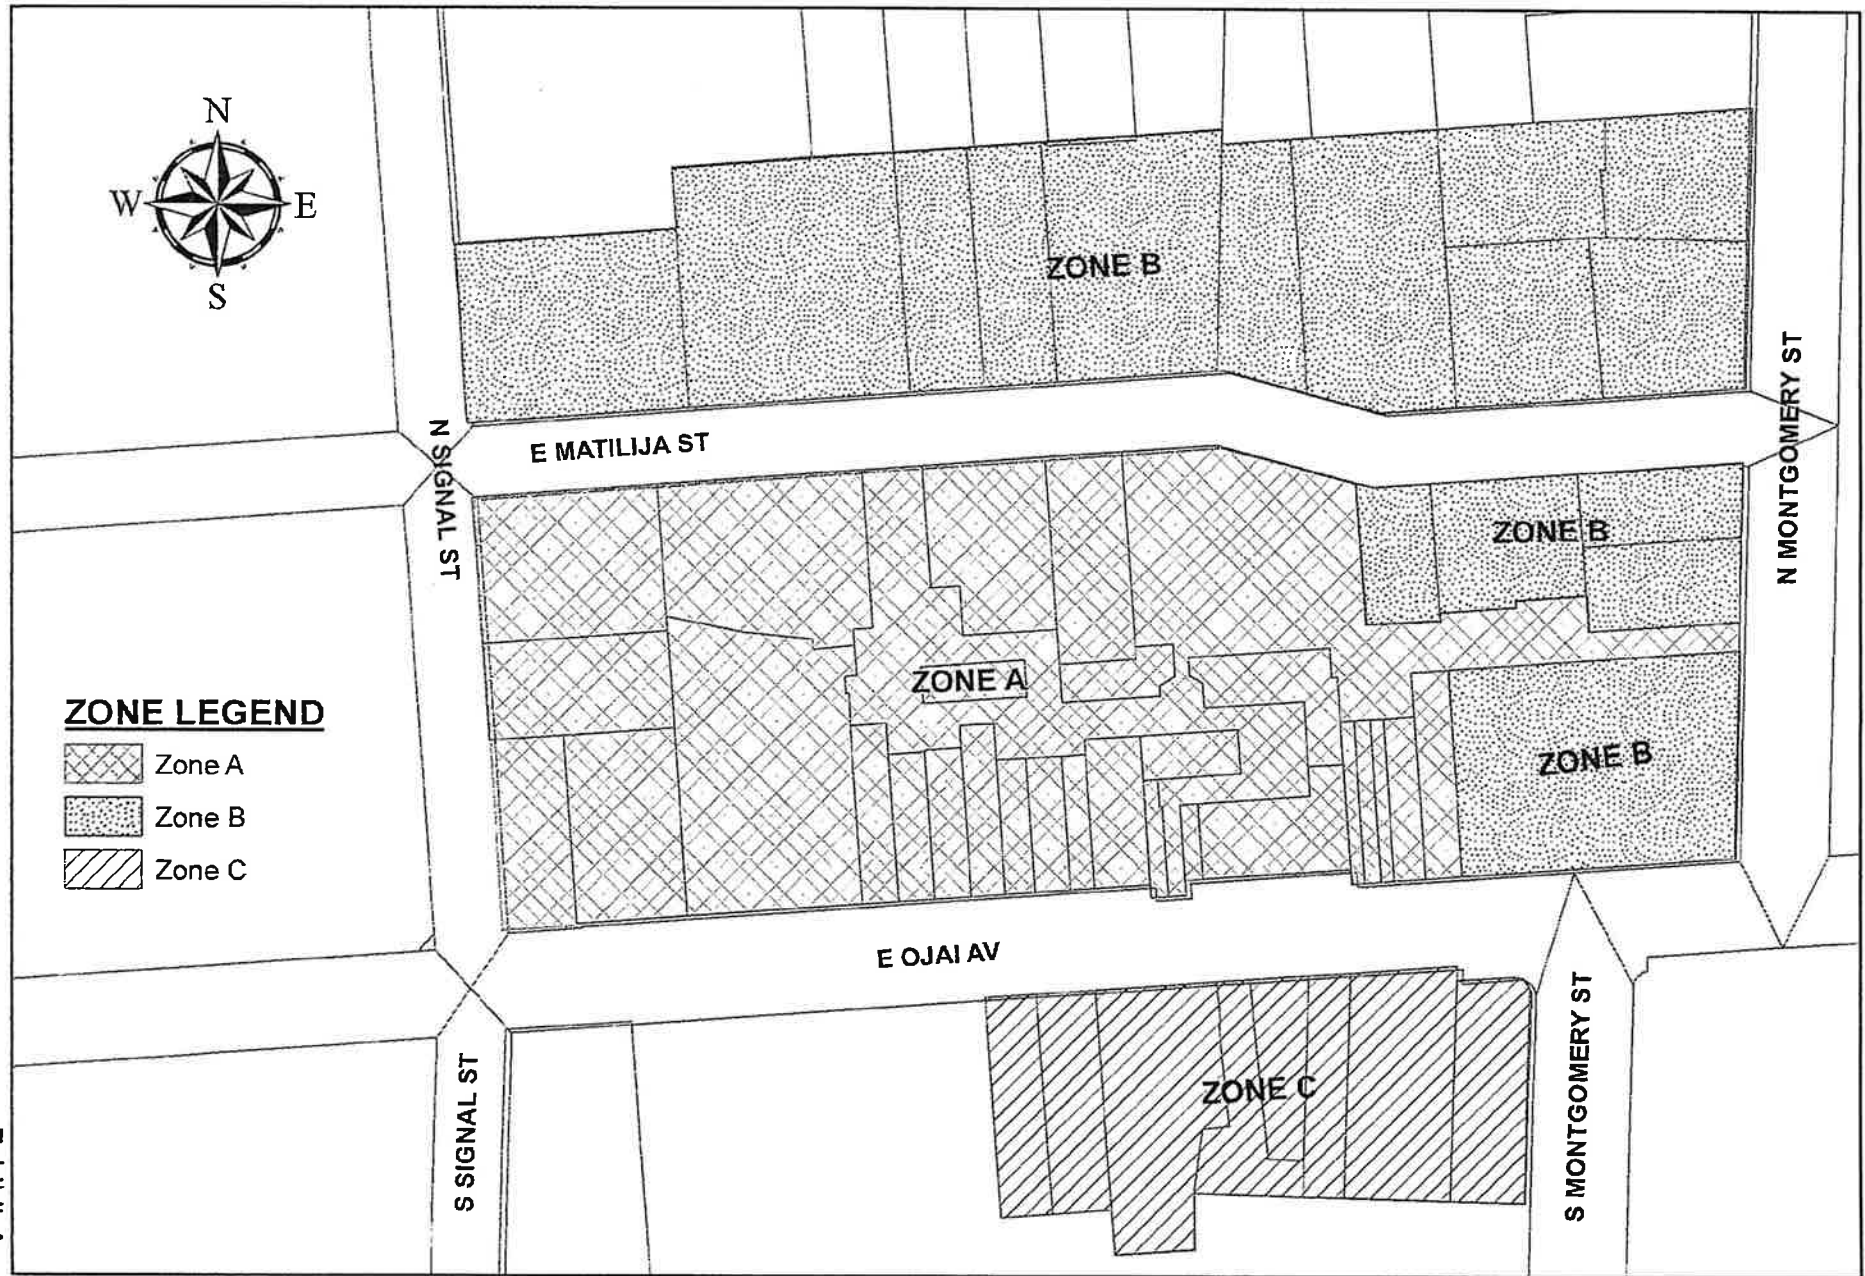 N
W E
S
ZONE B
N MONTGOMERY ST
N SIGNAL ST
E MATILIJA ST
ZONE B
ZONE A
ZONE LEGEND
Zone A
Zone B
Zone C
ZONE B
E OJAI AV
S SIGNAL ST
ZONE C
S MONTGOMERY ST